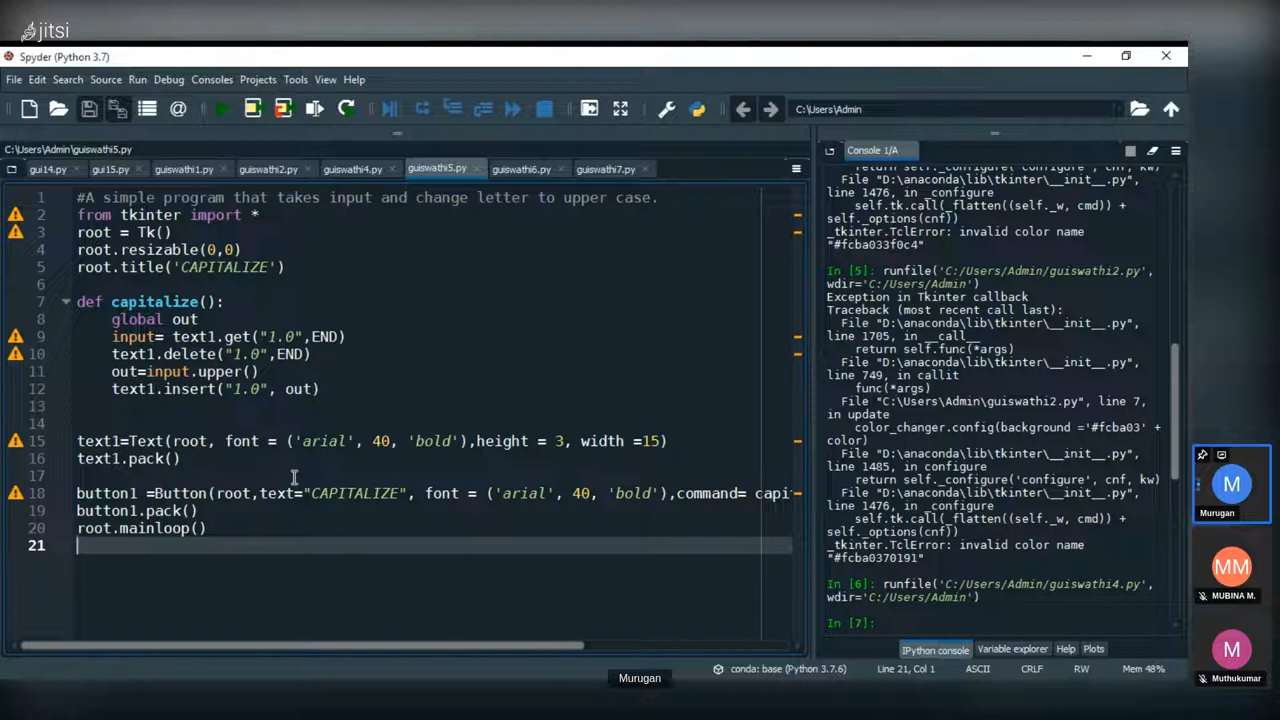 jitsi
Spyder (Python 3.7)
File Edit Search Source Run Debug Consoles Projects Tools View Help
C:\Users\Admin
C:\Users\Admin\guiswathi5.py
gui14.py gui15.py guiswathi1.py guiswathi2.py guiswathi4.py guiswathi5.py guiswathi6.py guiswathi7.py
1 #A simple program that takes input and change letter to upper case.
2 from tkinter import *
3 root = Tk()
4 root.resizable(0,0)
5 root.title('CAPITALIZE')
6
7 def capitalize():
8 global out
9 input= text1.get("1.0",END)
10 text1.delete("1.0",END)
11 out=input.upper()
12 text1.insert("1.0", out)
13
14
15 text1=Text(root, font = ('arial', 40, 'bold'),height = 3, width =15)
16 text1.pack()
17
18 button1 =Button(root,text="CAPITALIZE", font = ('arial', 40, 'bold'),command= capi
19 button1.pack()
20 root.mainloop()
21
Console 1/A
line 1476, in _configure
self.tk.call(_flatten((self._w, cmd)) +
self._options(cnf))
_tkinter.TclError: invalid color name
"#fcba033f0c4"
In [5]: runfile('C:/Users/Admin/guiswathi2.py',
wdir='C:/Users/Admin')
Exception in Tkinter callback
Traceback (most recent call last):
File "D:\anaconda\lib\tkinter\__init__.py",
line 1705, in __call__
return self.func(*args)
File "D:\anaconda\lib\tkinter\__init__.py",
line 749, in callit
func(*args)
File "C:\Users\Admin\guiswathi2.py", line 7,
in update
color_changer.config(background ='#fcba03' +
color)
File "D:\anaconda\lib\tkinter\__init__.py",
line 1485, in configure
return self._configure('configure', cnf, kw)
File "D:\anaconda\lib\tkinter\__init__.py",
line 1476, in _configure
self.tk.call(_flatten((self._w, cmd)) +
self._options(cnf))
_tkinter.TclError: invalid color name
"#fcba0370191"
In [6]: runfile('C:/Users/Admin/guiswathi4.py',
wdir='C:/Users/Admin')
In [7]:
IPython console Variable explorer Help Plots
conda: base (Python 3.7.6) Line 21, Col 1 ASCII CRLF RW Mem 48%
Murugan
M
Murugan
MM
MUBINA M.
M
Muthukumar